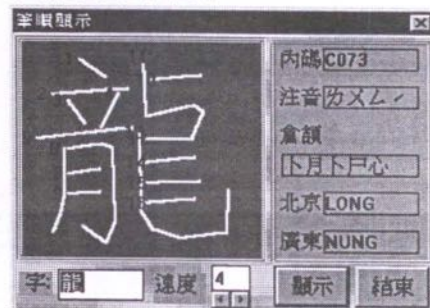 筆順顯示
龍
內碼 C073
注音 ㄌㄨㄥˊ
倉頡
卜月卜尸心
北京 LONG
廣東 NUNG
字: 龍 速度 4 顯示 結束